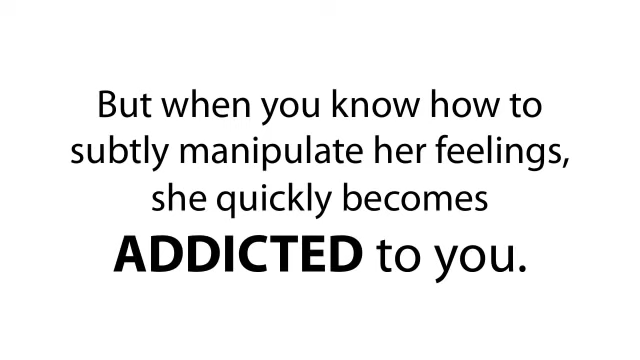 But when you know how to
subtly manipulate her feelings,
she quickly becomes
ADDICTED to you.